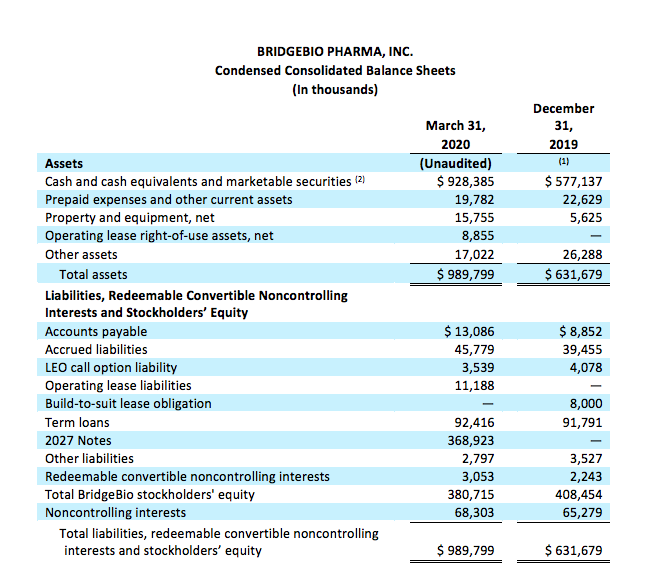 BRIDGEBIO PHARMA, INC.
Condensed Consolidated Balance Sheets
(In thousands)
March 31, 2020 December 31, 2019
Assets (Unaudited) (1)
Cash and cash equivalents and marketable securities (2) $ 928,385 $ 577,137
Prepaid expenses and other current assets 19,782 22,629
Property and equipment, net 15,755 5,625
Operating lease right-of-use assets, net 8,855 —
Other assets 17,022 26,288
Total assets $ 989,799 $ 631,679
Liabilities, Redeemable Convertible Noncontrolling
Interests and Stockholders’ Equity
Accounts payable $ 13,086 $ 8,852
Accrued liabilities 45,779 39,455
LEO call option liability 3,539 4,078
Operating lease liabilities 11,188 —
Build-to-suit lease obligation — 8,000
Term loans 92,416 91,791
2027 Notes 368,923 —
Other liabilities 2,797 3,527
Redeemable convertible noncontrolling interests 3,053 2,243
Total BridgeBio stockholders' equity 380,715 408,454
Noncontrolling interests 68,303 65,279
Total liabilities, redeemable convertible noncontrolling
interests and stockholders’ equity $ 989,799 $ 631,679